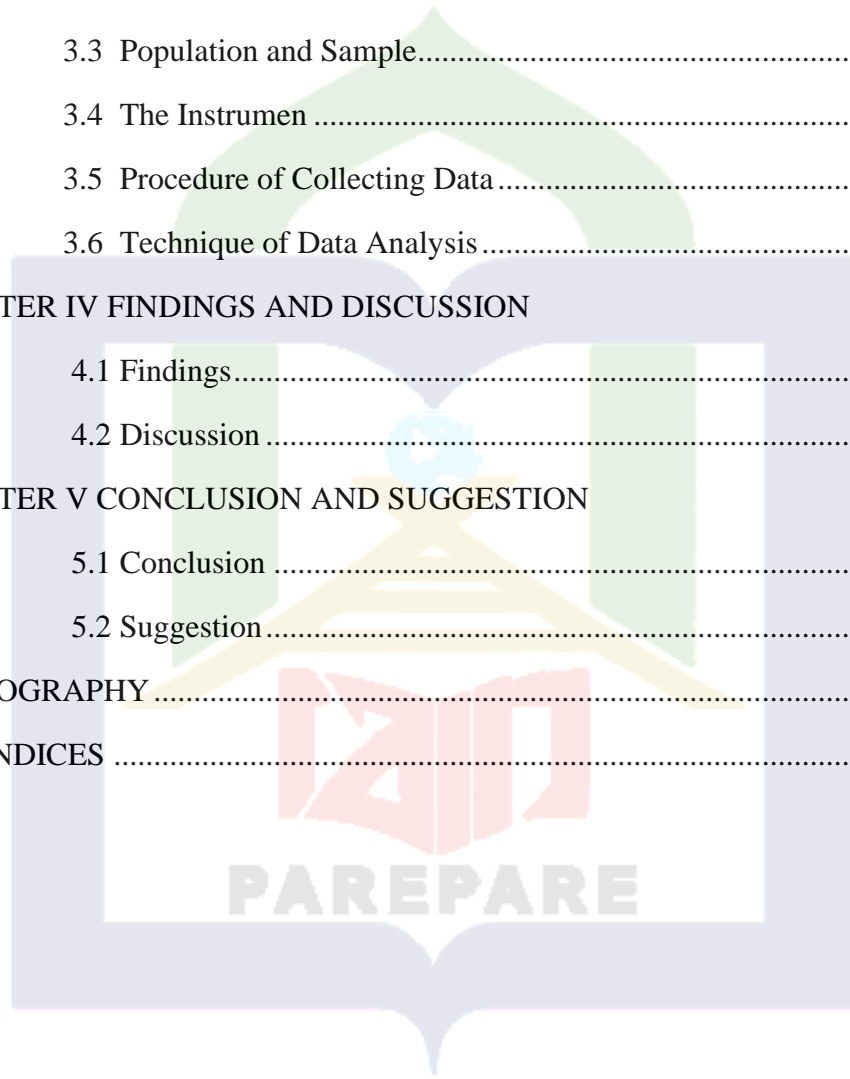 3.3 Population and Sample........................................................
3.4 The Instrumen ....................................................................
3.5 Procedure of Collecting Data.............................................
3.6 Technique of Data Analysis...............................................
TER IV FINDINGS AND DISCUSSION
4.1 Findings..............................................................................
4.2 Discussion ..........................................................................
TER V CONCLUSION AND SUGGESTION
5.1 Conclusion .........................................................................
5.2 Suggestion..........................................................................
OGRAPHY........................................................................................
NDICES .............................................................................................
PAREPARE